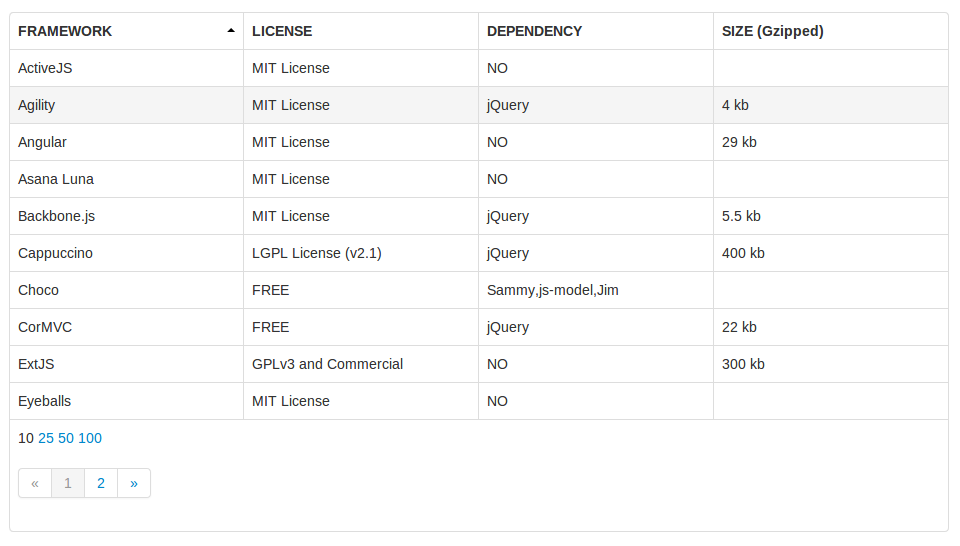 FRAMEWORK LICENSE DEPENDENCY SIZE (Gzipped)
ActiveJS MIT License NO
Agility MIT License jQuery 4 kb
Angular MIT License NO 29 kb
Asana Luna MIT License NO
Backbone.js MIT License jQuery 5.5 kb
Cappuccino LGPL License (v2.1) jQuery 400 kb
Choco FREE Sammy,js-model,Jim
CorMVC FREE jQuery 22 kb
ExtJS GPLv3 and Commercial NO 300 kb
Eyeballs MIT License NO
10 25 50 100
« 1 2 »